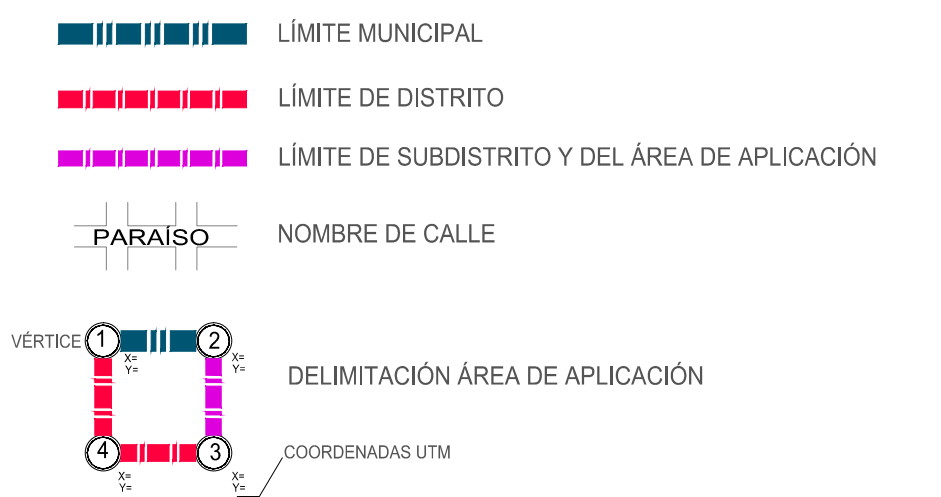 LÍMITE MUNICIPAL
LÍMITE DE DISTRITO
LÍMITE DE SUBDISTRITO Y DEL ÁREA DE APLICACIÓN
PARAÍSO
NOMBRE DE CALLE
VÉRTICE
1
2
X=
Y=
X=
Y=
DELIMITACIÓN ÁREA DE APLICACIÓN
4
3
COORDENADAS UTM
X=
Y=
X=
Y=